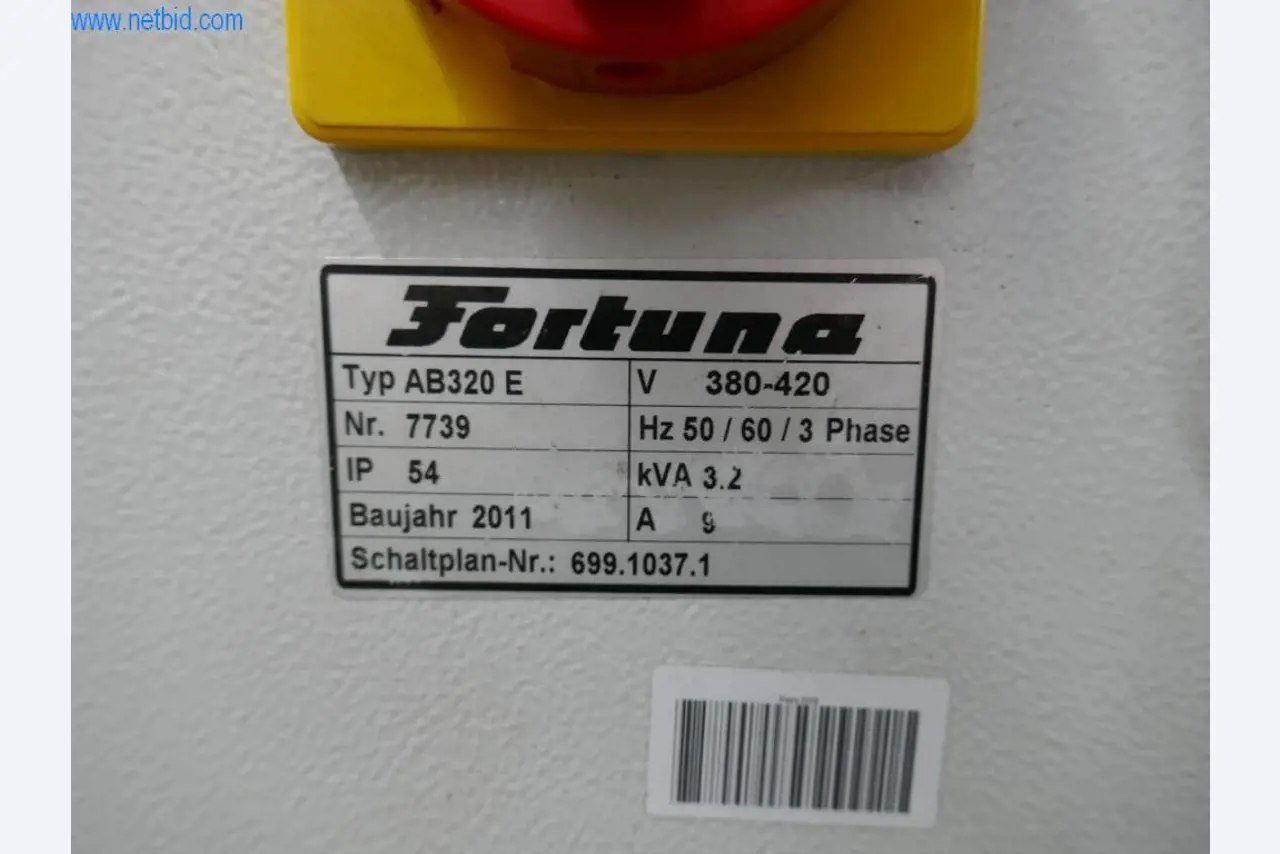 www.netbid.com
Fortuna
Typ AB320 E V 380-420
Nr. 7739 Hz 50 / 60 / 3 Phase
IP 54 kVA 3.2
Baujahr 2011 A 9
Schaltplan-Nr.: 699.1037.1